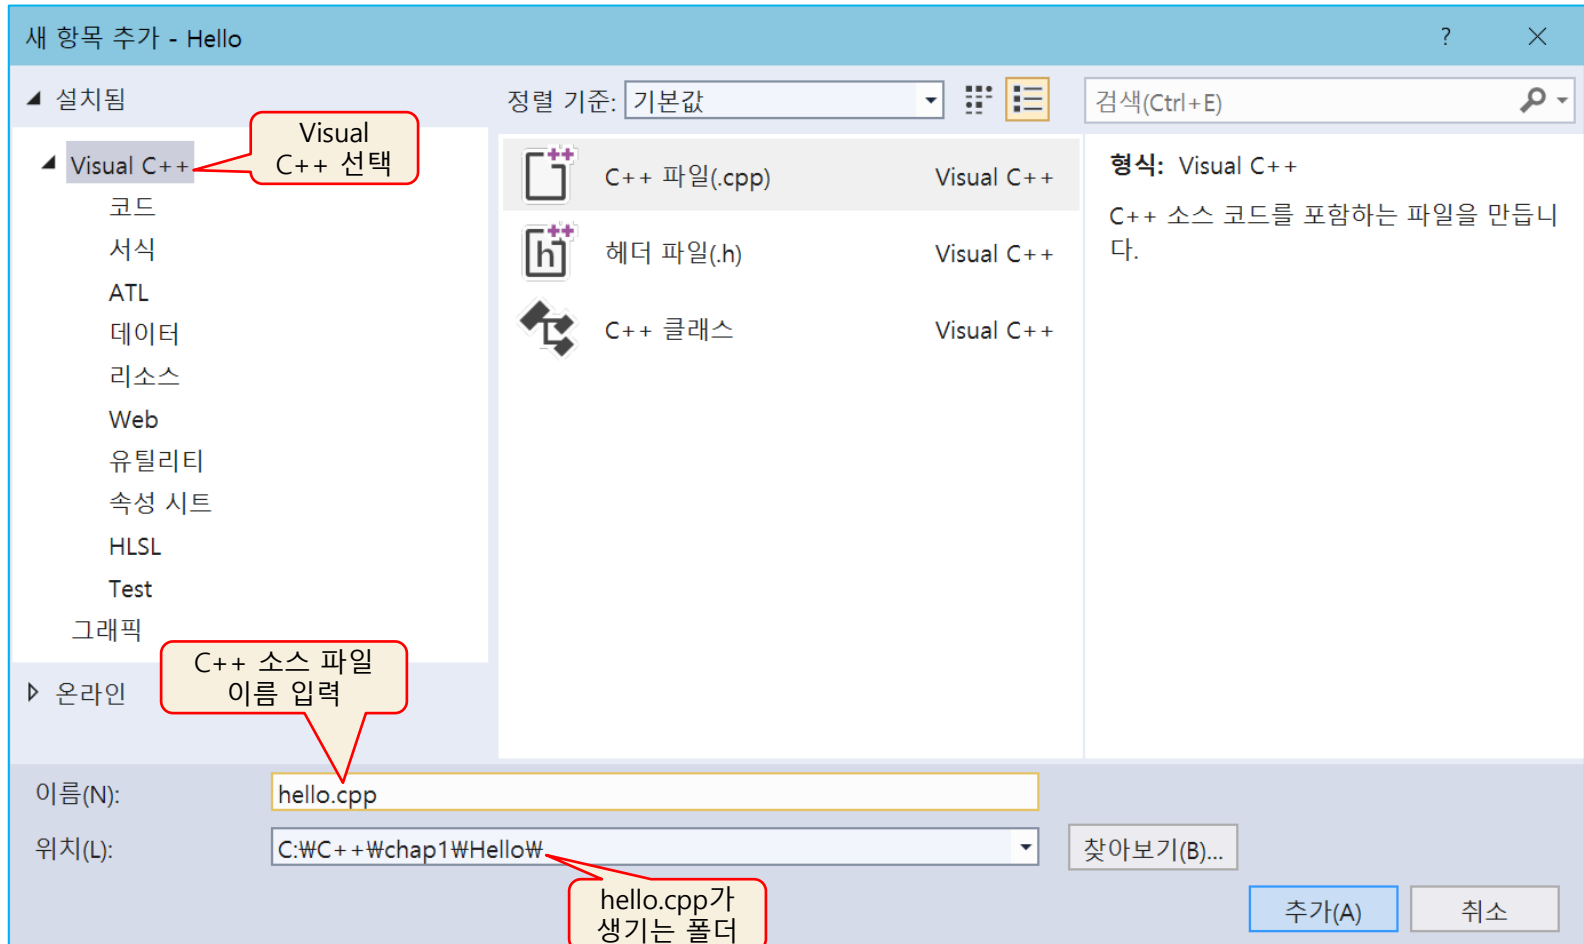 새 항목 추가 - Hello
?
설치됨
정렬 기준: 기본값
검색(Ctrl+E)
Visual
C++ 선택
Visual C++
코드
서식
ATL
데이터
리소스
Web
유틸리티
속성 시트
HLSL
Test
그래픽
온라인
C++ 파일(.cpp) Visual C++
헤더 파일(.h) Visual C++
C++ 클래스 Visual C++
형식: Visual C++
C++ 소스 코드를 포함하는 파일을 만듭니
다.
C++ 소스 파일
이름 입력
이름(N): hello.cpp
위치(L): C:₩C++₩chap1₩Hello₩
찾아보기(B)...
hello.cpp가
생기는 폴더
추가(A) 취소